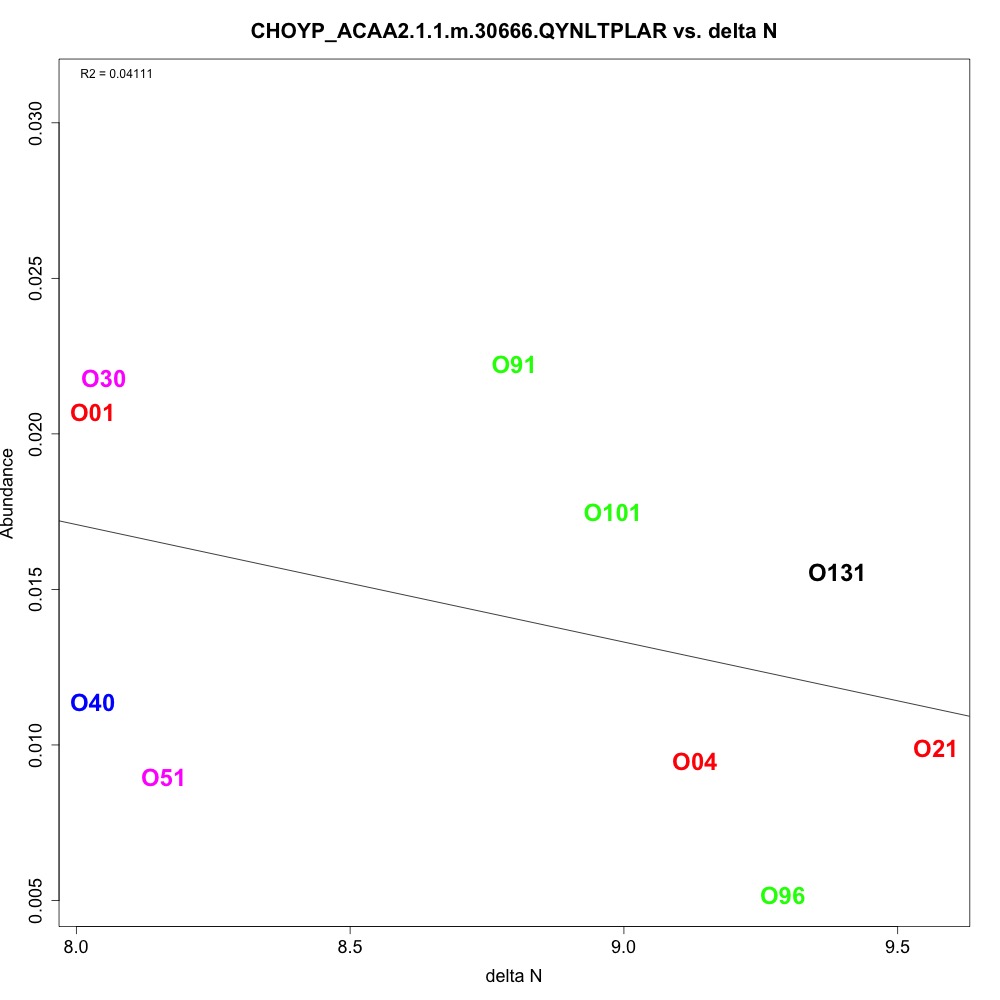 CHOYP_ACAA2.1.1.m.30666.QYNLTPLAR vs. delta N
R2 = 0.04111
0.030
0.025
0.020
0.015
0.010
0.005
Abundance
O30
O01
O91
O101
O131
O40
O51
O04
O21
O96
8.0 8.5 9.0 9.5
delta N